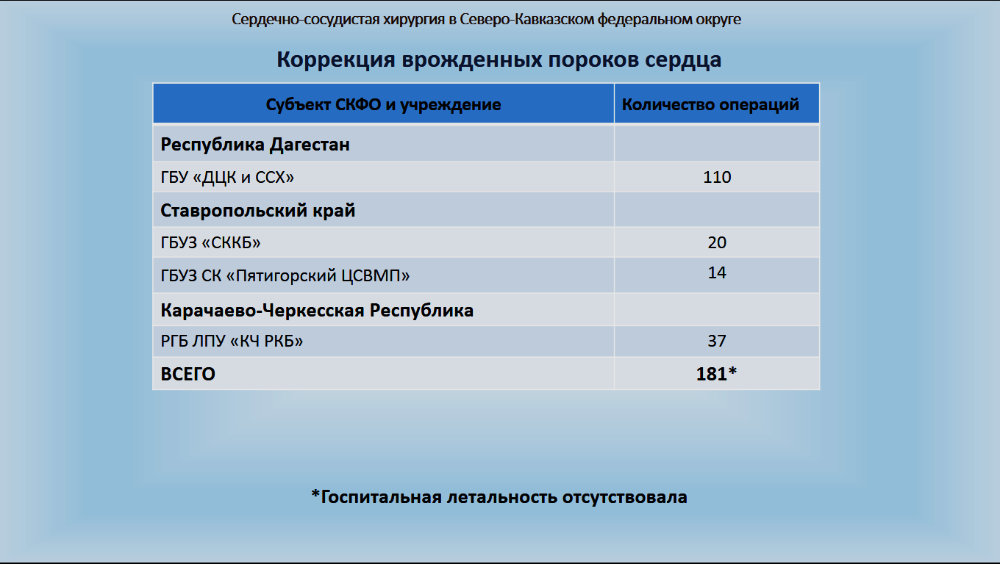 Сердечно-сосудистая хирургия в Северо-Кавказском федеральном округе
Коррекция врожденных пороков сердца
Субъект СКФО и учреждение Количество операций
Республика Дагестан
ГБУ «ДЦК и ССХ» 110
Ставропольский край
ГБУЗ «СККБ» 20
ГБУЗ СК «Пятигорский ЦСВМП» 14
Карачаево-Черкесская Республика
РГБ ЛПУ «КЧ РКБ» 37
ВСЕГО 181*
*Госпитальная летальность отсутствовала